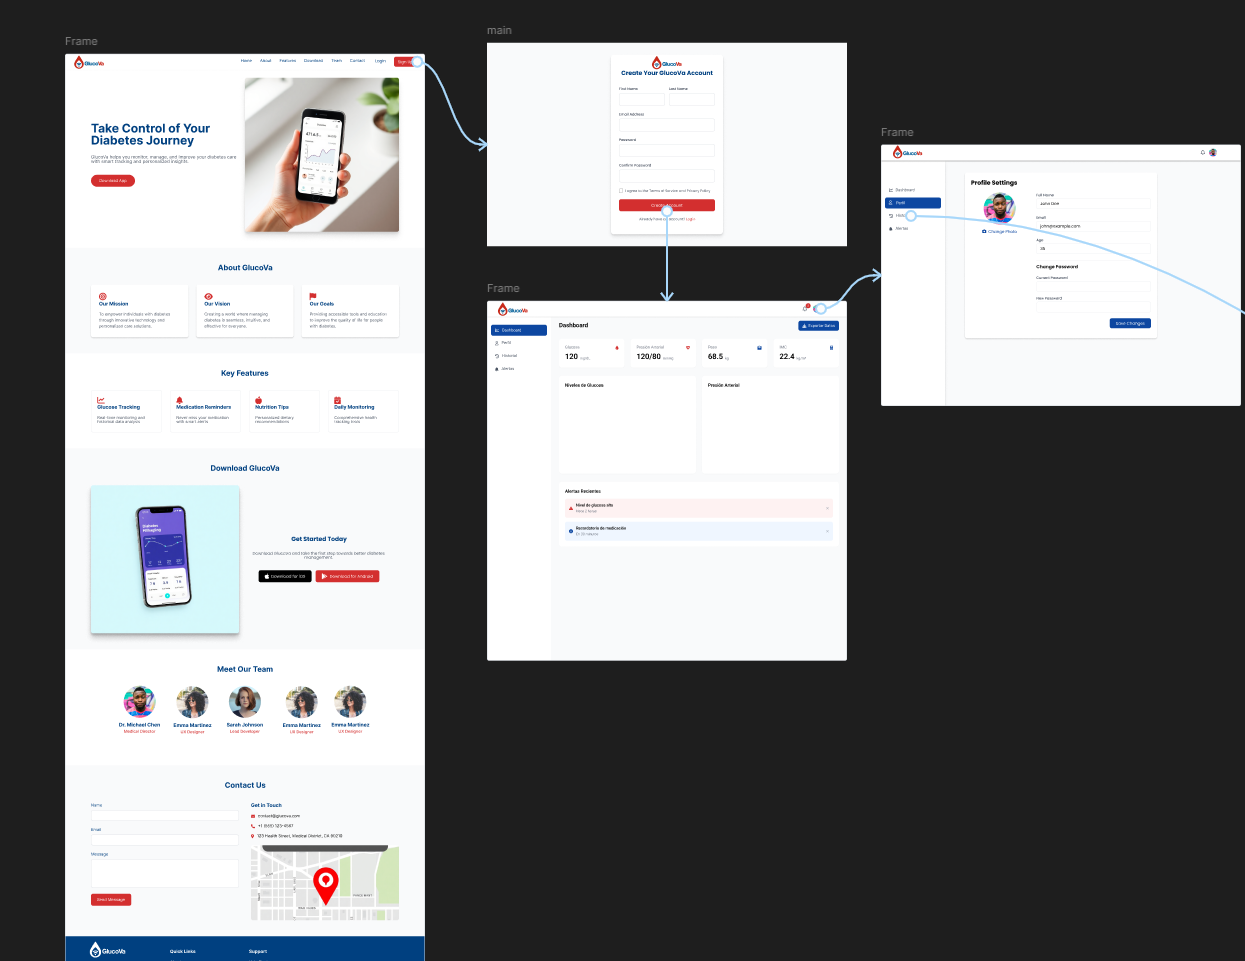 Frame
GlucoVa
Home About Features Download Team Contact Login
Take Control of Your
Diabetes Journey
GlucoVa helps you monitor, manage, and improve your diabetes care
with smart tracking and personalized insights.
Download App
About GlucoVa
Our Mission
To empower individuals with diabetes
through innovative technology and
personalized care solutions.
Our Vision
Creating a world where managing
diabetes is seamless, intuitive, and
effective for everyone.
Our Goals
Providing accessible tools and education
to improve the quality of life for people
with diabetes.
Key Features
Glucose Tracking
Real-time monitoring and
historical data analysis
Medication Reminders
Never miss your medication
with smart alerts
Nutrition Tips
Personalized dietary
recommendations
Daily Monitoring
Comprehensive health
tracking tools
Download GlucoVa
Diabetes
Get Started Today
Download GlucoVa and take the first step towards better diabetes
management.
Download for iOS
Download for Android
Meet Our Team
Dr. Michael Chen
Medical Director
Emma Martinez
UX Designer
Sarah Johnson
Lead Developer
Emma Martinez
UX Designer
Emma Martinez
UX Designer
Contact Us
Name
Email
Message
Send Message
Get in Touch
contact@glucova.com
+1 (555) 123-4567
123 Health Street, Medical District, CA 90210
GlucoVa
Quick Links
Support
main
GlucoVa
Create Your GlucoVa Account
First Name
Last Name
Email Address
Password
Confirm Password
I agree to the Terms of Service and Privacy Policy
Create Account
Already have an account? Login
Frame
GlucoVa
Dashboard
Perfil
Historial
Alertas
Dashboard
Exportar Datos
Glucosa
120 mg/dL
Presión Arterial
120/80 mmHg
Peso
68.5 kg
IMC
22.4 kg/m²
Niveles de Glucosa
Presión Arterial
Alertas Recientes
Nivel de glucosa alto
Hace 2 horas
Recordatorio de medicación
En 30 minutos
Frame
GlucoVa
Dashboard
Perfil
Alertas
Profile Settings
Change Photo
Full Name
John Doe
Email
john@example.com
Age
35
Change Password
Current Password
New Password
Save Changes